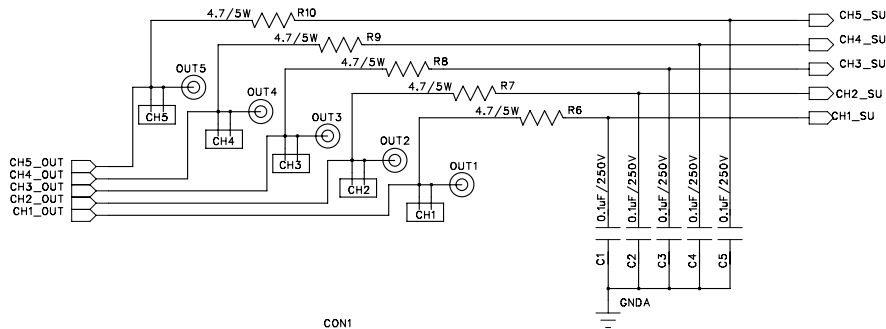 4.7/5W R10 CH5_SU
4.7/5W R9 CH4_SU
OUT5 4.7/5W R8 CH3_SU
OUT4 4.7/5W R7 CH2_SU
CH5 OUT3 4.7/5W R6 CH1_SU
CH4 OUT2
CH5_OUT CH3 OUT1
CH4_OUT
CH3_OUT CH2
CH2_OUT
CH1_OUT CH1
0.1uF/250V 0.1uF/250V 0.1uF/250V 0.1uF/250V 0.1uF/250V
C1 C2 C3 C4 C5
GNDA
CON1